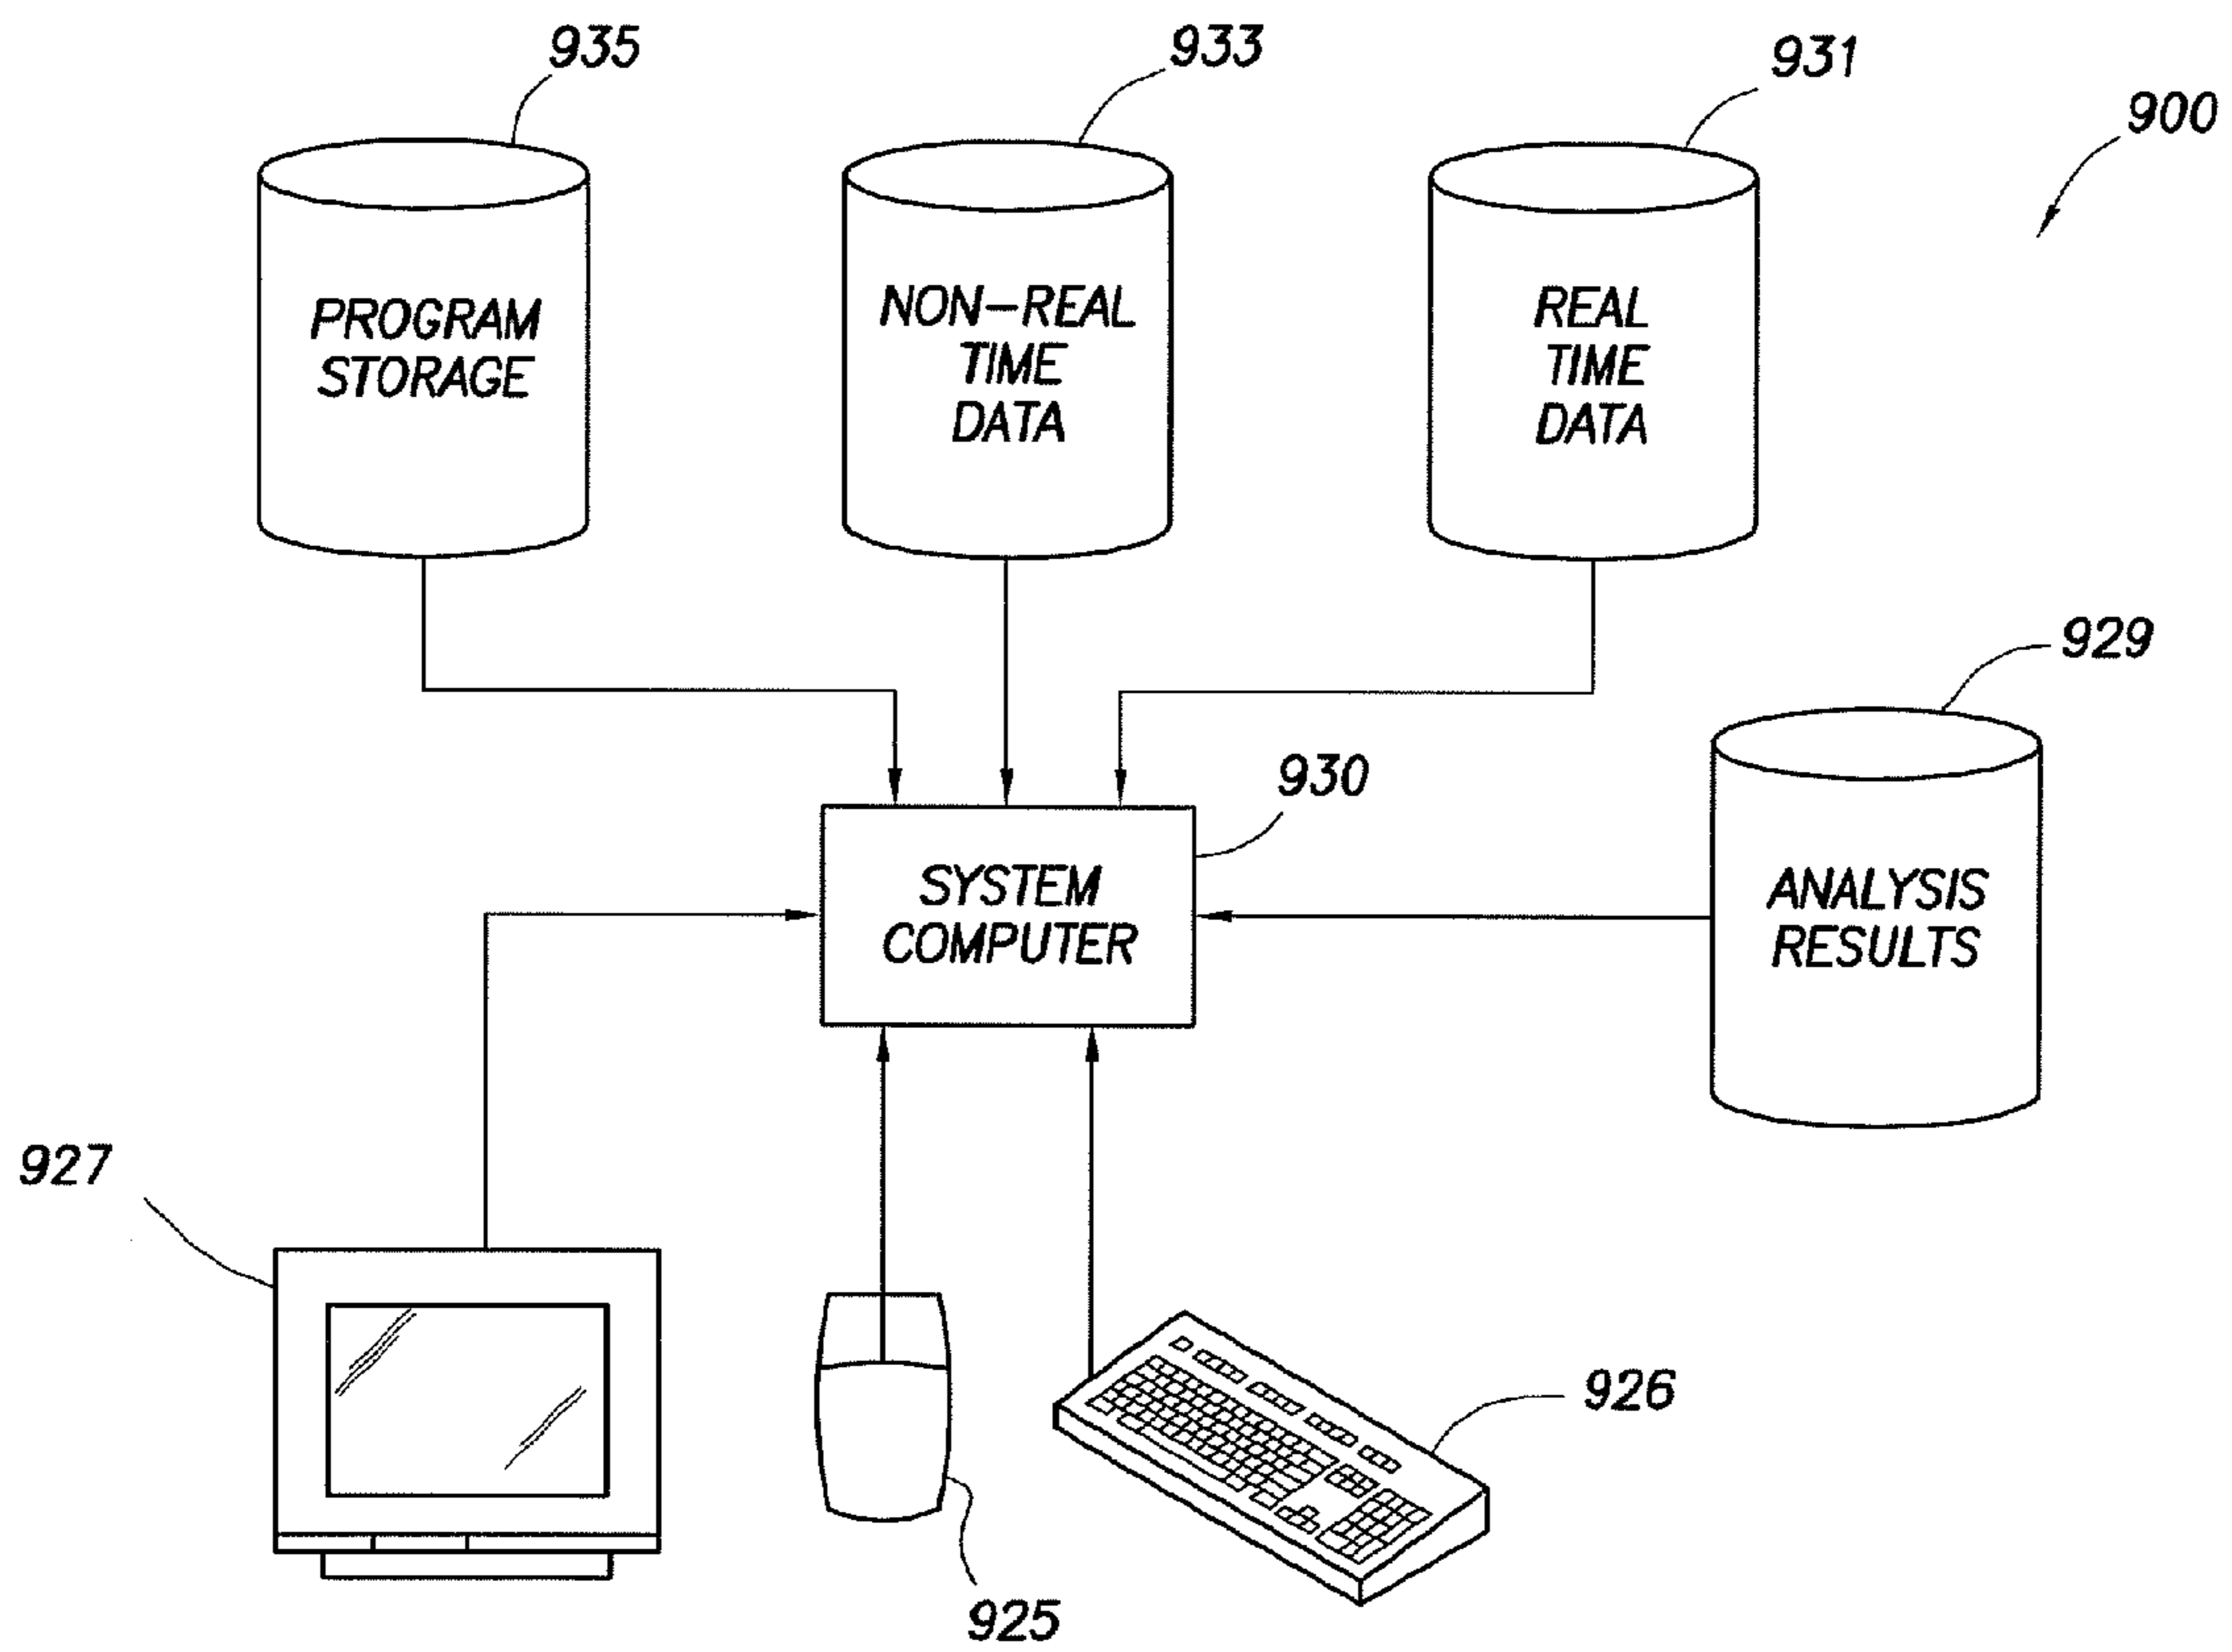 935
933
931
900
PROGRAM
STORAGE
NON-REAL
TIME
DATA
REAL
TIME
DATA
929
930
SYSTEM
COMPUTER
ANALYSIS
RESULTS
927
926
925